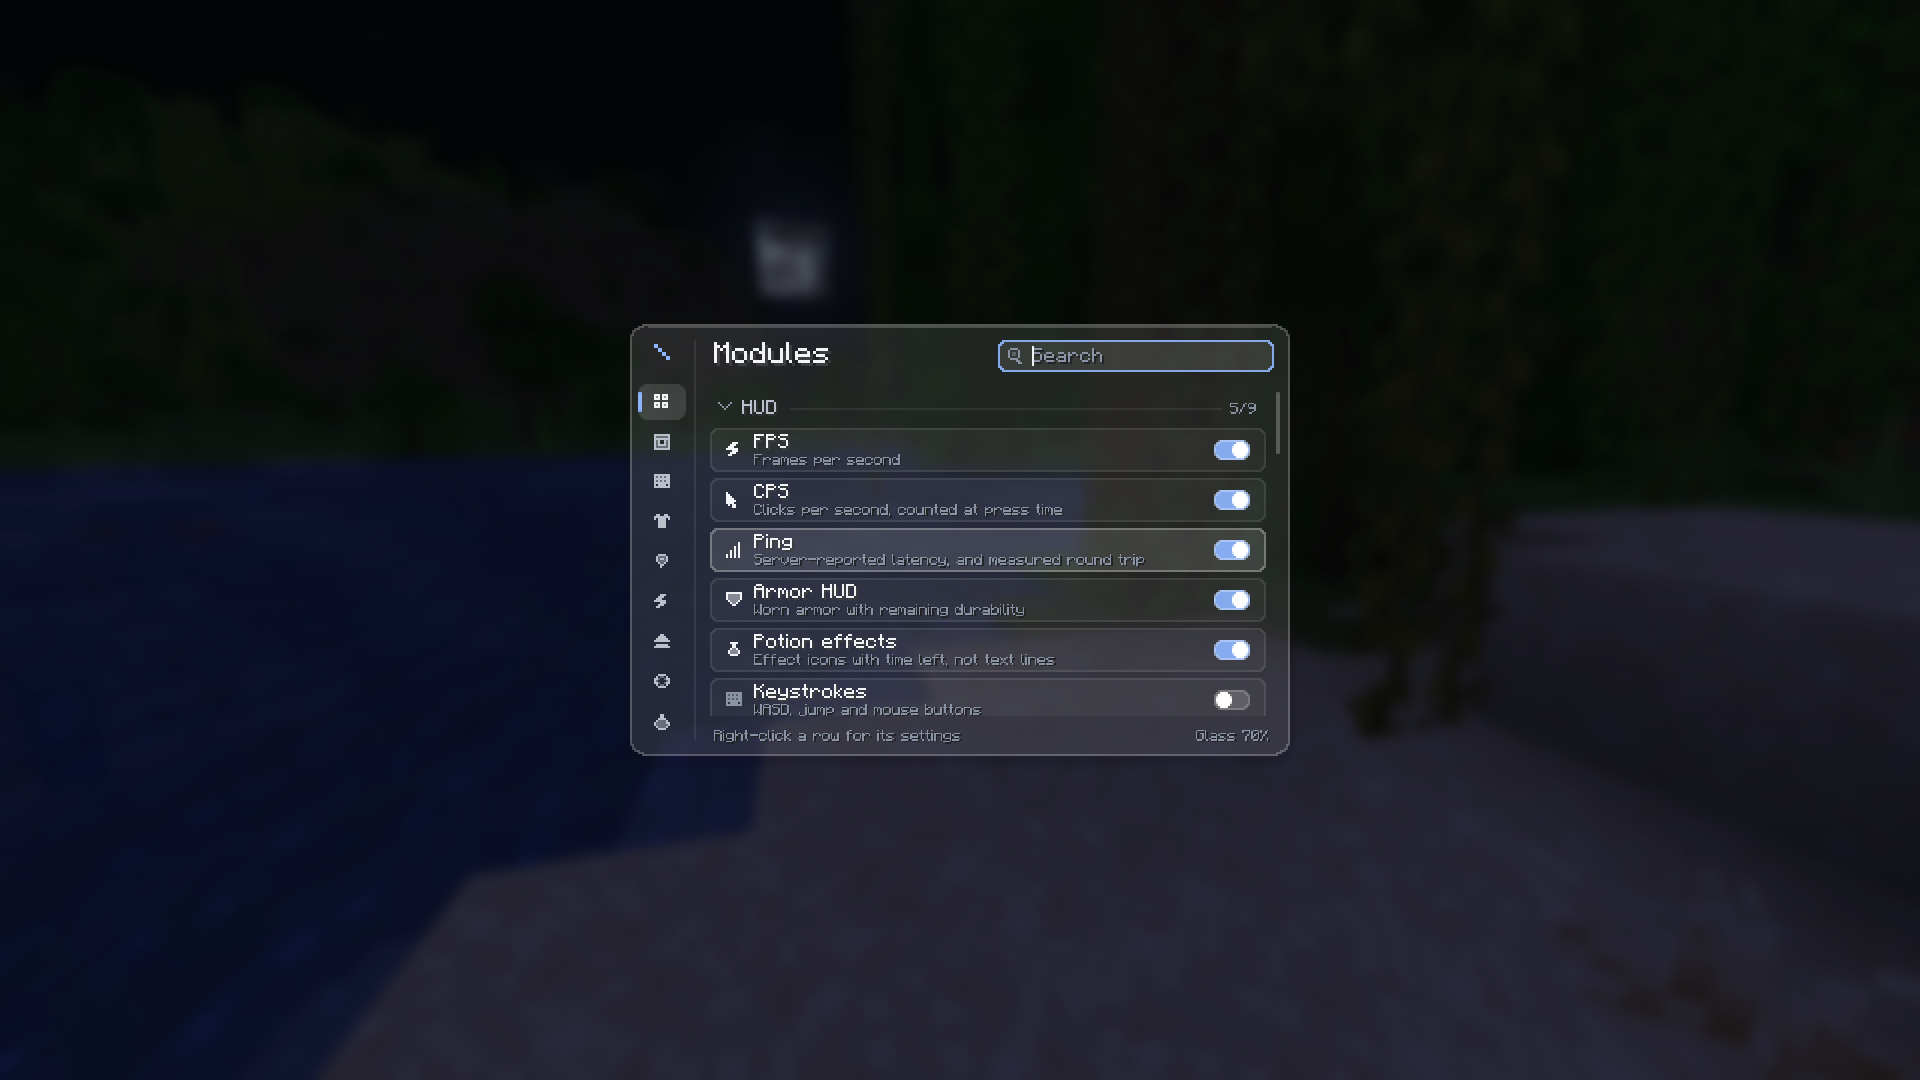 Modules
Search
HUD
5/9
FPS
Frames per second
CPS
Clicks per second, counted at press time
Ping
Server-reported latency, and measured round trip
Armor HUD
Worn armor with remaining durability
Potion effects
Effect icons with time left, not text lines
Keystrokes
WASD, jump and mouse buttons
Right-click a row for its settings
Glass 70%